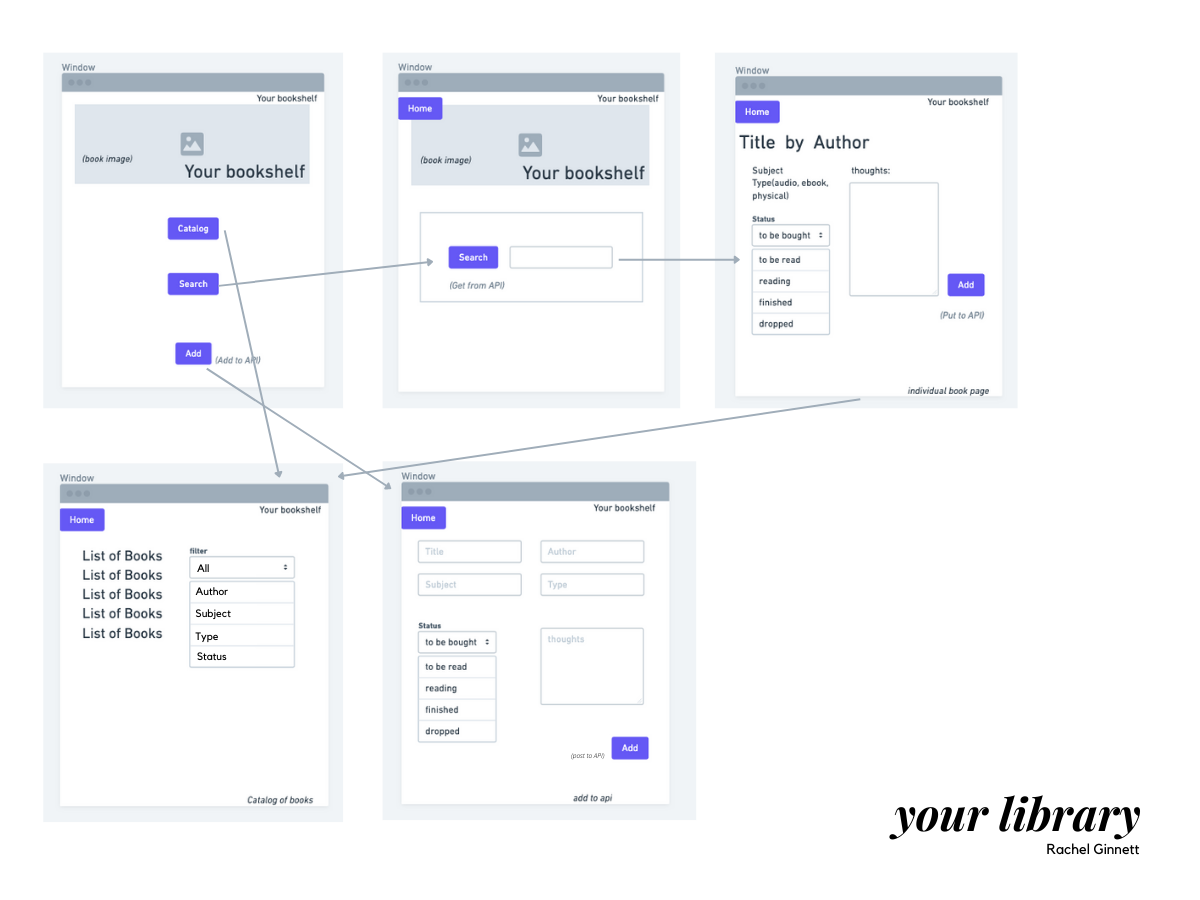 Window
Your bookshelf
(book image)
Your bookshelf
Catalog
Search
Add
(Add to API)
Window
Home
Your bookshelf
(book image)
Your bookshelf
Search
(Get from API)
Window
Home
Your bookshelf
Title by Author
Subject
Type(audio, ebook,
physical)
thoughts:
Status
to be bought
to be read
reading
finished
dropped
Add
(Put to API)
individual book page
Window
Home
Your bookshelf
List of Books
List of Books
List of Books
List of Books
List of Books
filter
All
Author
Subject
Type
Status
Catalog of books
Window
Home
Your bookshelf
Title
Author
Subject
Type
Status
to be bought
to be read
reading
finished
dropped
thoughts
(post to API)
Add
add to api
your library
Rachel Ginnett